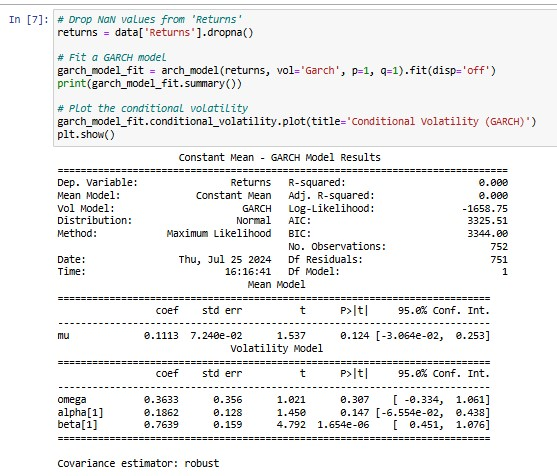 In [7]: # Drop NaN values from 'Returns'
returns = data['Returns'].dropna()
# Fit a GARCH model
garch_model_fit = arch_model(returns, vol='Garch', p=1, q=1).fit(disp='off')
print(garch_model_fit.summary())
# Plot the conditional volatility
garch_model_fit.conditional_volatility.plot(title='Conditional Volatility (GARCH)')
plt.show()
Constant Mean - GARCH Model Results
==============================================================================
Dep. Variable: Returns R-squared: 0.000
Mean Model: Constant Mean Adj. R-squared: 0.000
Vol Model: GARCH Log-Likelihood: -1658.75
Distribution: Normal AIC: 3325.51
Method: Maximum Likelihood BIC: 3344.00
No. Observations: 752
Date: Thu, Jul 25 2024 Df Residuals: 751
Time: 16:16:41 Df Model: 1
Mean Model
============================================================================
coef std err t P>|t| 95.0% Conf. Int.
----------------------------------------------------------------------------
mu 0.1113 7.240e-02 1.537 0.124 [-3.064e-02, 0.253]
Volatility Model
============================================================================
coef std err t P>|t| 95.0% Conf. Int.
----------------------------------------------------------------------------
omega 0.3633 0.356 1.021 0.307 [ -0.334, 1.061]
alpha[1] 0.1862 0.128 1.450 0.147 [-6.554e-02, 0.438]
beta[1] 0.7639 0.159 4.792 1.654e-06 [ 0.451, 1.076]
============================================================================
Covariance estimator: robust